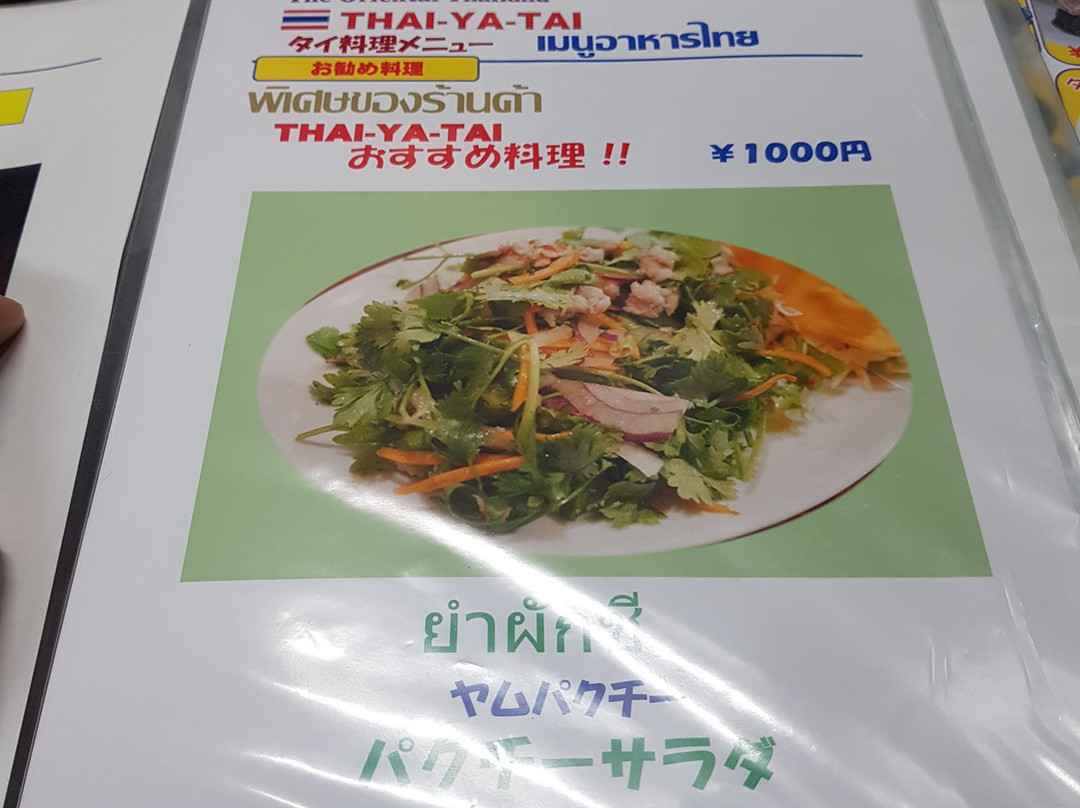 The Oriental Thailand
THAI-YA-TAI
タイ料理メニュー เมนูอาหารไทย
お勧め料理
พิเศษของร้านค้า
THAI-YA-TAI
おすすめ料理 !! ￥1000円
ยำผักชี
ヤムパクチー
パクチーサラダ